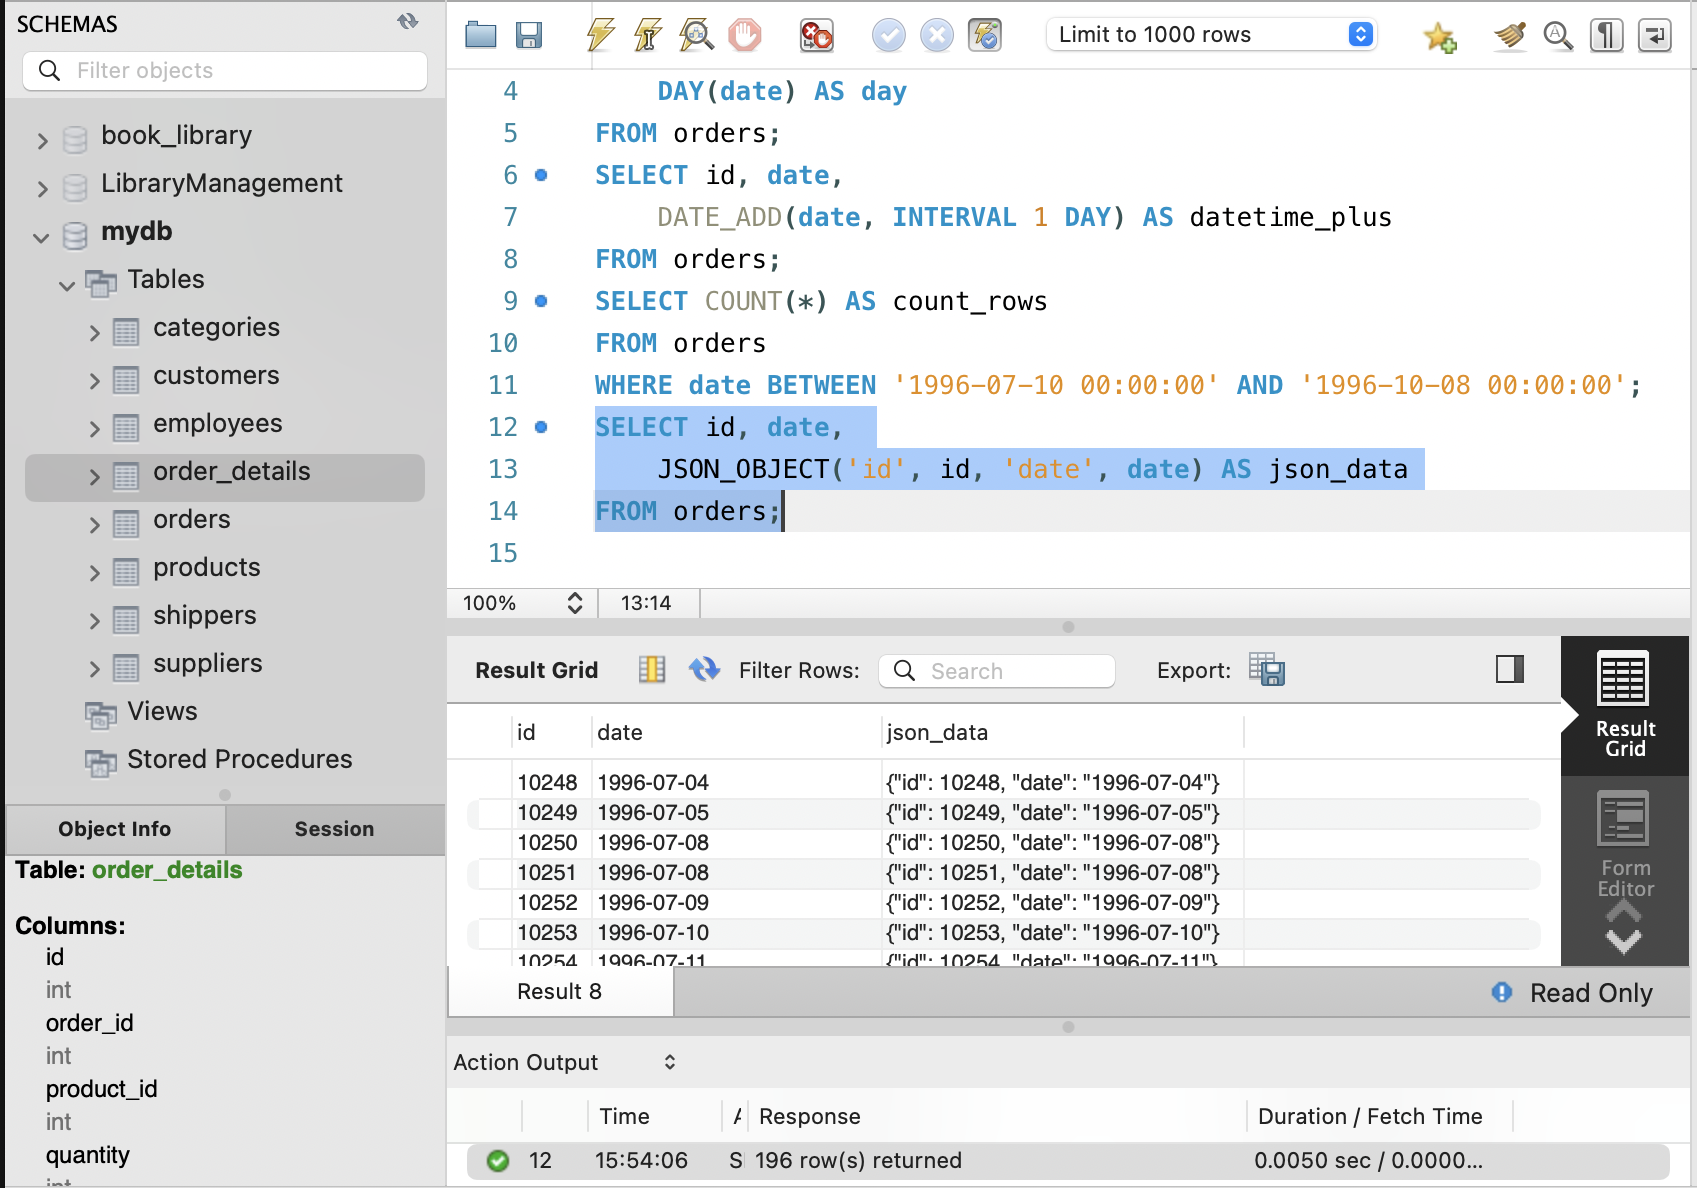 SCHEMAS
Filter objects
book_library
LibraryManagement
mydb
Tables
categories
customers
employees
order_details
orders
products
shippers
suppliers
Views
Stored Procedures
Object Info
Session
Table: order_details
Columns:
id
int
order_id
int
product_id
int
quantity
Limit to 1000 rows
4 DAY(date) AS day
5 FROM orders;
6 SELECT id, date,
7 DATE_ADD(date, INTERVAL 1 DAY) AS datetime_plus
8 FROM orders;
9 SELECT COUNT(*) AS count_rows
10 FROM orders
11 WHERE date BETWEEN '1996-07-10 00:00:00' AND '1996-10-08 00:00:00';
12 SELECT id, date,
13 JSON_OBJECT('id', id, 'date', date) AS json_data
14 FROM orders;
15
100% 13:14
Result Grid Filter Rows: Search Export:
id date json_data
10248 1996-07-04 {"id": 10248, "date": "1996-07-04"}
10249 1996-07-05 {"id": 10249, "date": "1996-07-05"}
10250 1996-07-08 {"id": 10250, "date": "1996-07-08"}
10251 1996-07-08 {"id": 10251, "date": "1996-07-08"}
10252 1996-07-09 {"id": 10252, "date": "1996-07-09"}
10253 1996-07-10 {"id": 10253, "date": "1996-07-10"}
10254 1996-07-11 {"id": 10254, "date": "1996-07-11"}
Result
Grid
Form
Editor
Result 8
Read Only
Action Output
Time Response Duration / Fetch Time
12 15:54:06 S 196 row(s) returned 0.0050 sec / 0.0000...